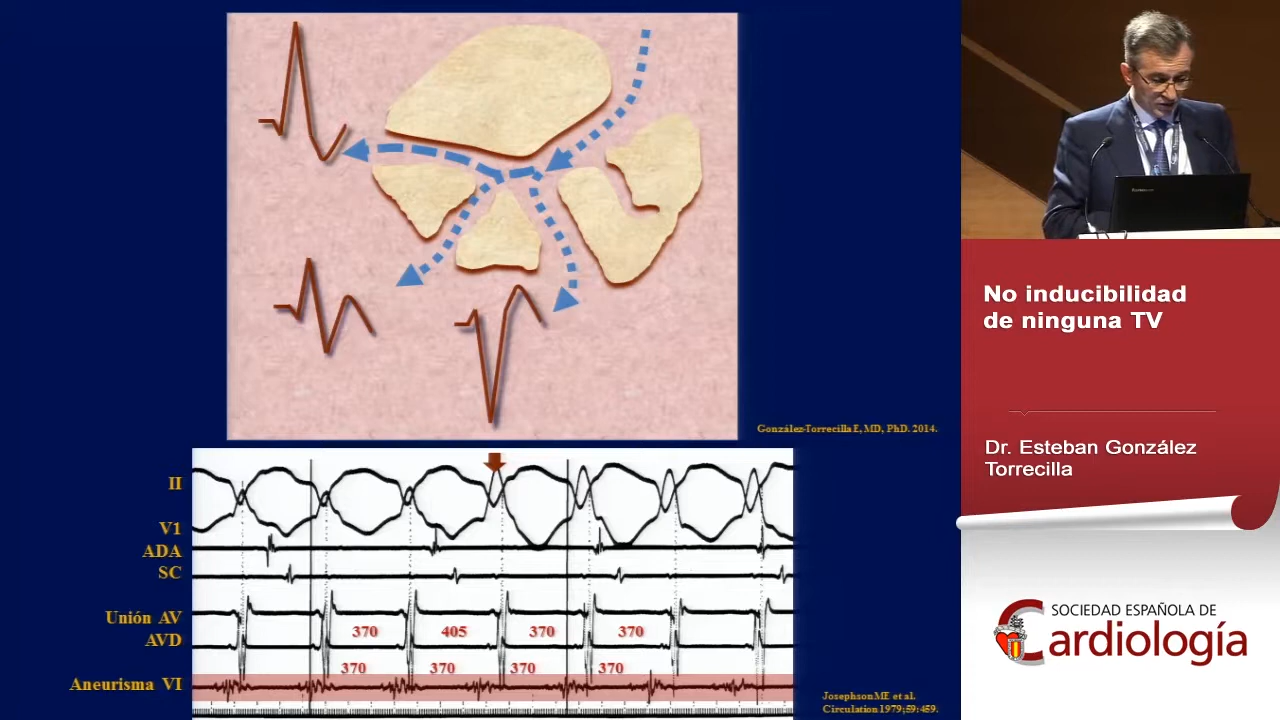 González-Torrecilla E, MD, PhD. 2014.
II
V1
ADA
SC
Unión AV
AVD
370 405 370 370
370 370 370 370
Aneurisma VI
Josephson ME et al.
Circulation 1979;59:459.
No inducibilidad
de ninguna TV
Dr. Esteban González
Torrecilla
SOCIEDAD ESPAÑOLA DE
Cardiología